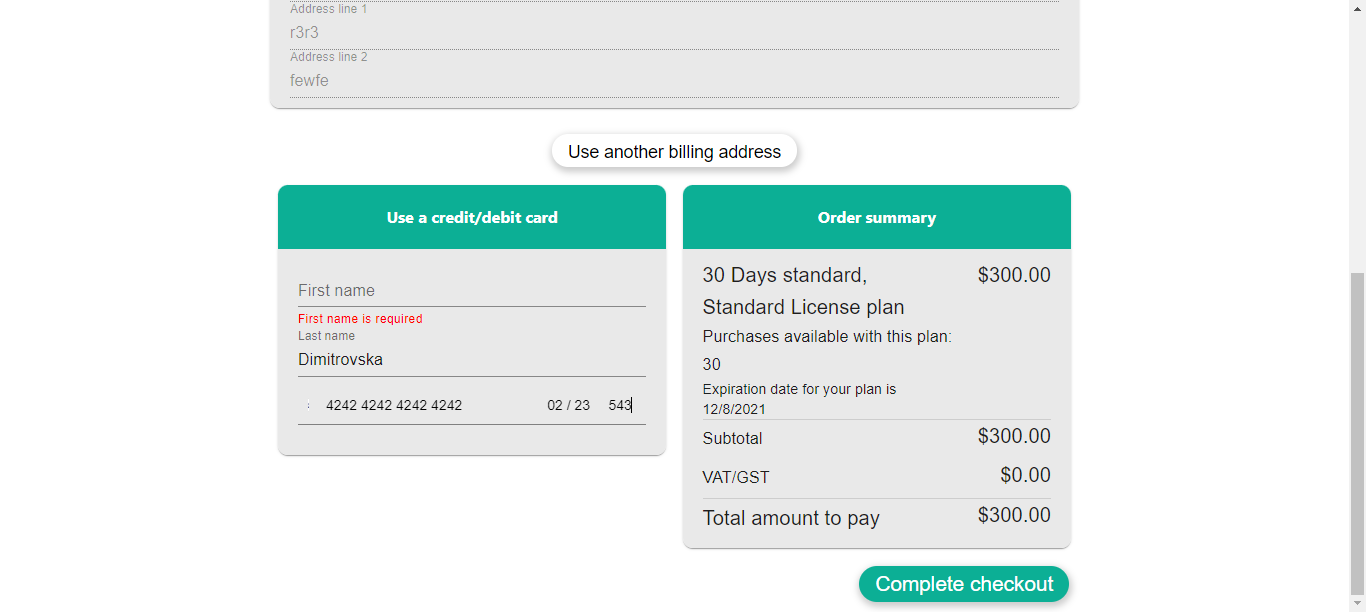 Address line 1
r3r3
Address line 2
fewfe
Use another billing address
Use a credit/debit card
First name
First name is required
Last name
Dimitrovska
4242 4242 4242 4242 02 / 23 543
Order summary
30 Days standard, $300.00
Standard License plan
Purchases available with this plan:
30
Expiration date for your plan is
12/8/2021
Subtotal $300.00
VAT/GST $0.00
Total amount to pay $300.00
Complete checkout